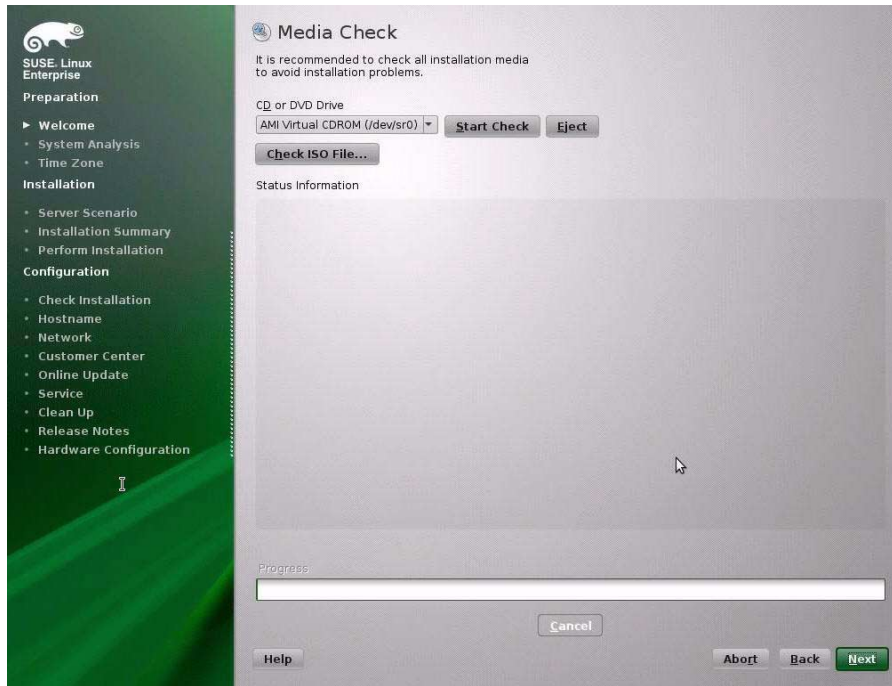 SUSE. Linux
Enterprise
Preparation
Welcome
System Analysis
Time Zone
Installation
Server Scenario
Installation Summary
Perform Installation
Configuration
Check Installation
Hostname
Network
Customer Center
Online Update
Service
Clean Up
Release Notes
Hardware Configuration
Media Check
It is recommended to check all installation media
to avoid installation problems.
CD or DVD Drive
AMI Virtual CDROM (/dev/sr0)
Start Check
Eject
Check ISO File...
Status Information
Progress
Cancel
Help
Abort
Back
Next